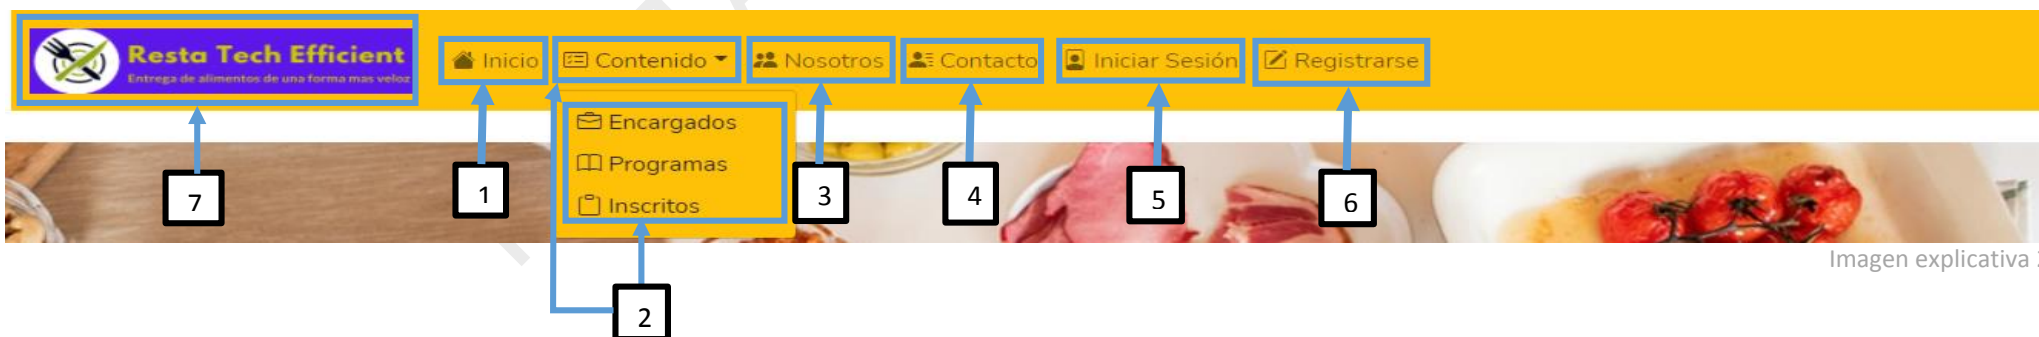 Resta Tech Efficient
Entrega de alimentos de una forma mas veloz
Inicio
Contenido
Nosotros
Contacto
Iniciar Sesión
Registrarse
Encargados
Programas
Inscritos
7
1
3
4
5
6
2
Imagen explicativa